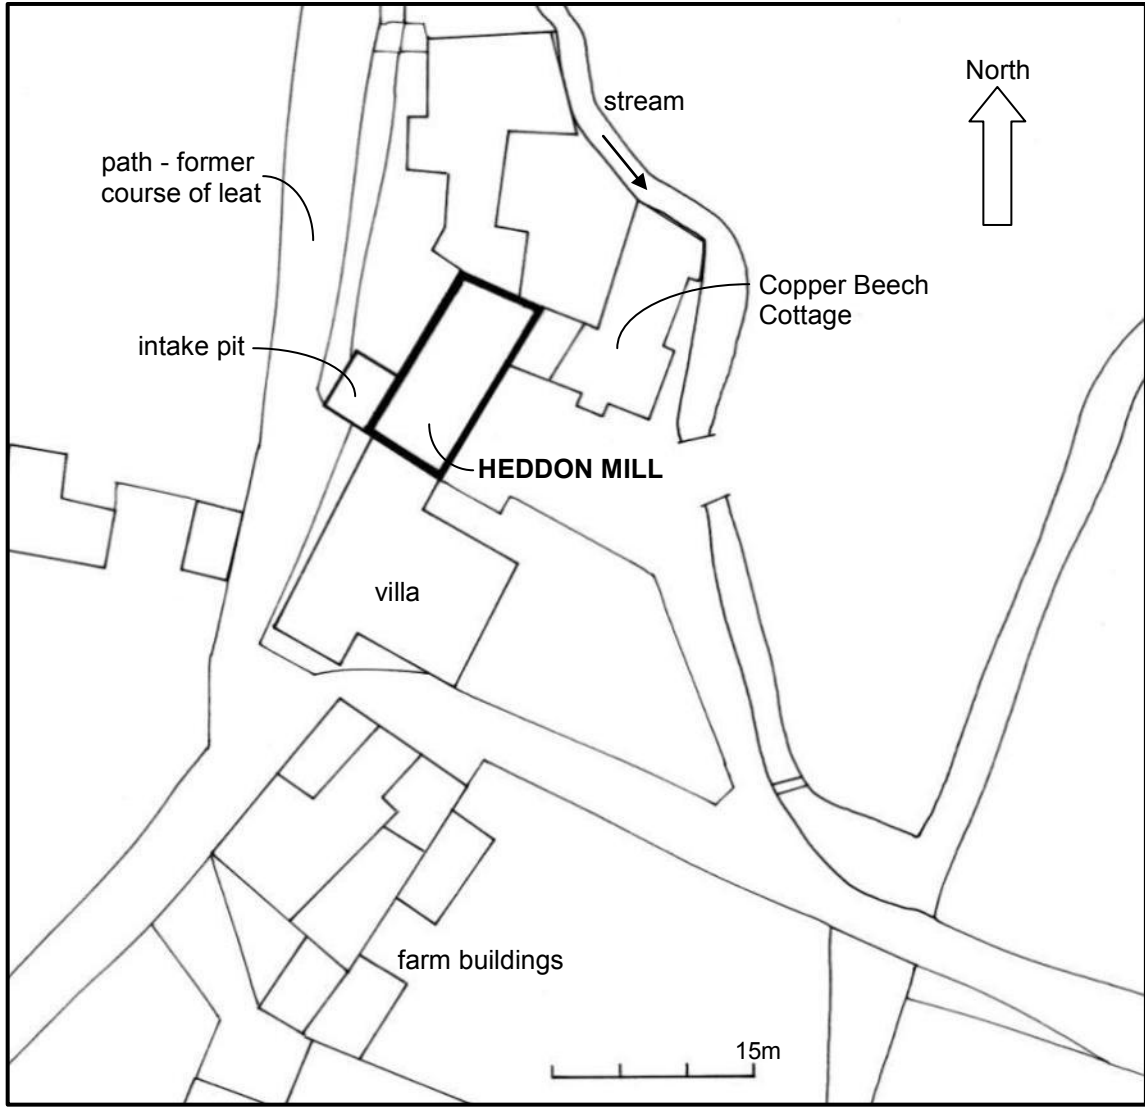 North
stream
path - former
course of leat
Copper Beech
Cottage
intake pit
HEDDON MILL
villa
farm buildings
15m